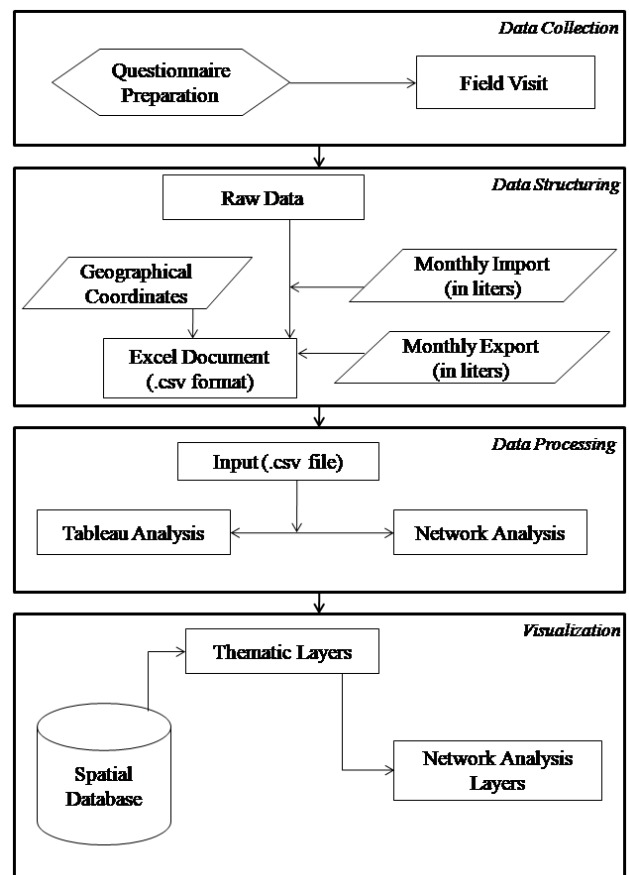 Data Collection
Questionnaire
Preparation
Field Visit
Data Structuring
Raw Data
Geographical
Coordinates
Monthly Import
(in liters)
Excel Document
(.csv format)
Monthly Export
(in liters)
Data Processing
Input (.csv file)
Tableau Analysis
Network Analysis
Visualization
Thematic Layers
Spatial
Database
Network Analysis
Layers